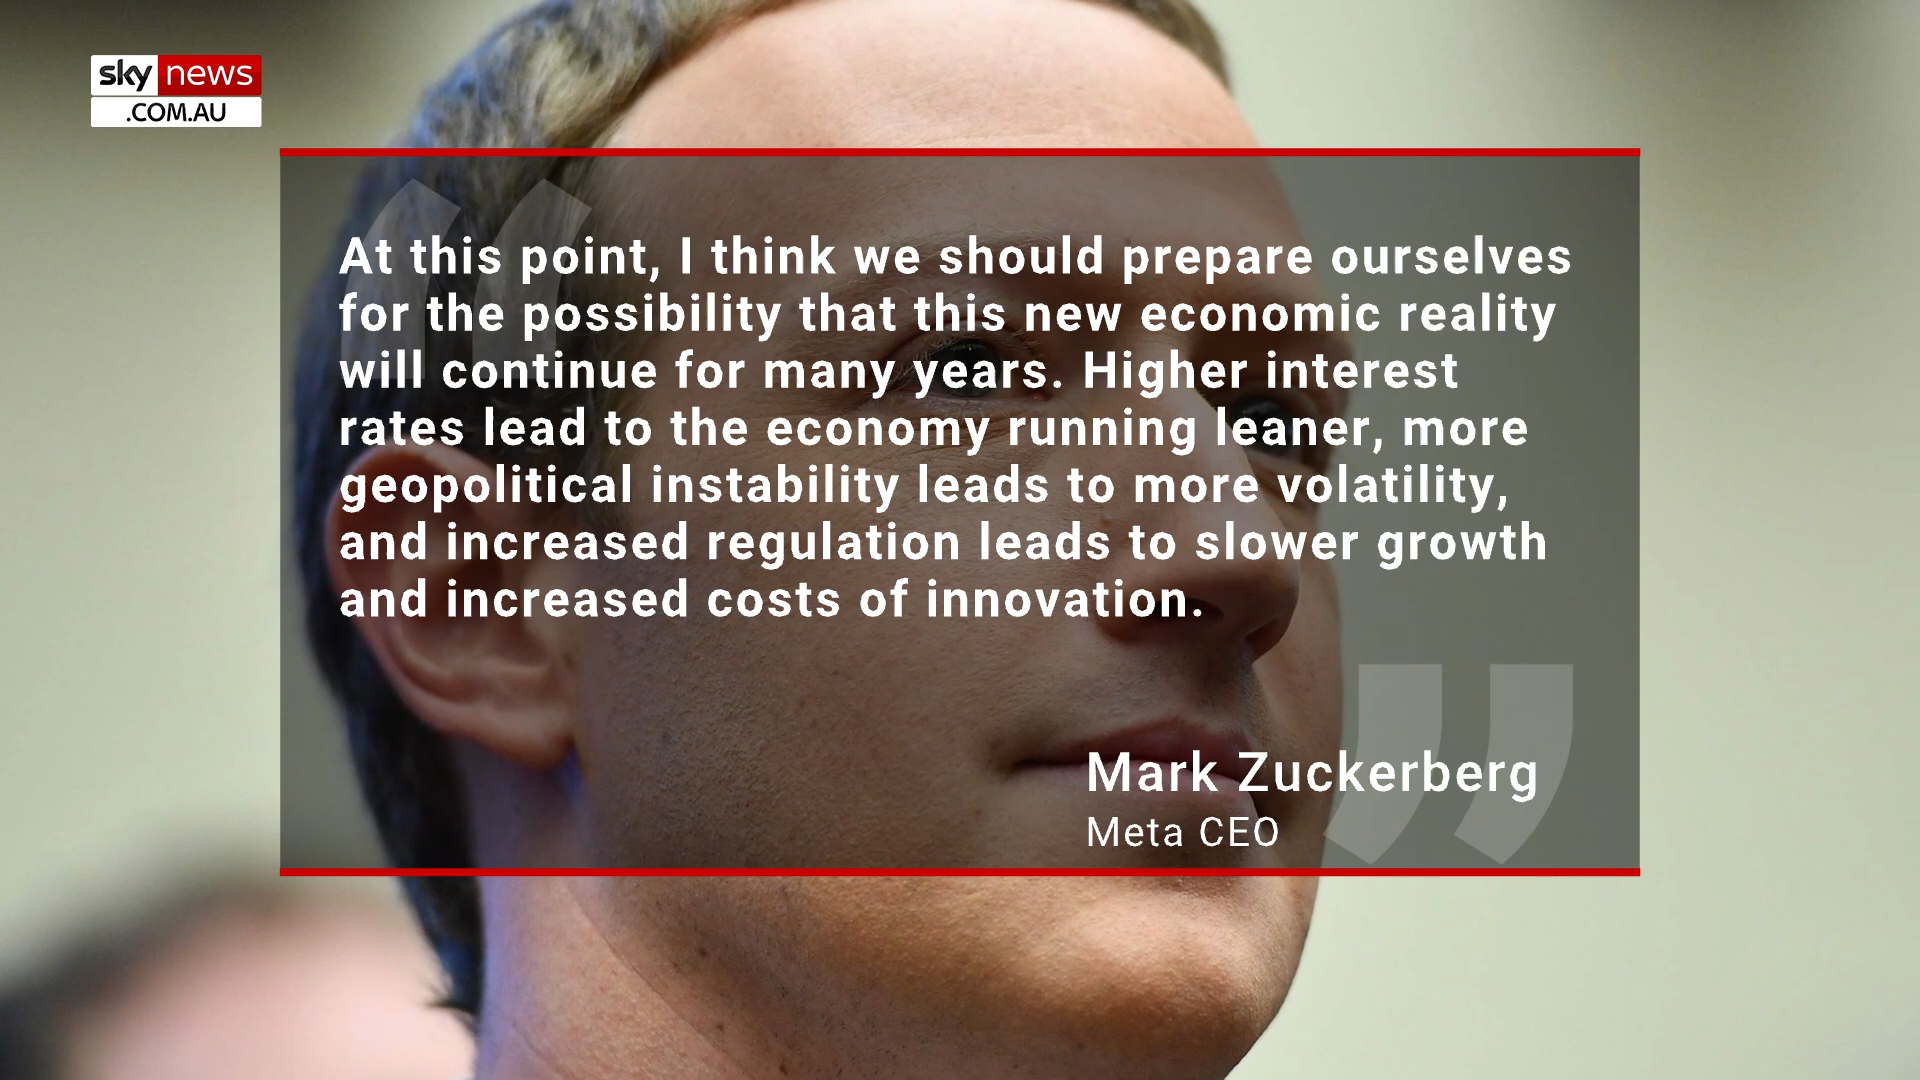 sky news
.COM.AU
At this point, I think we should prepare ourselves
for the possibility that this new economic reality
will continue for many years. Higher interest
rates lead to the economy running leaner, more
geopolitical instability leads to more volatility,
and increased regulation leads to slower growth
and increased costs of innovation.
Mark Zuckerberg
Meta CEO